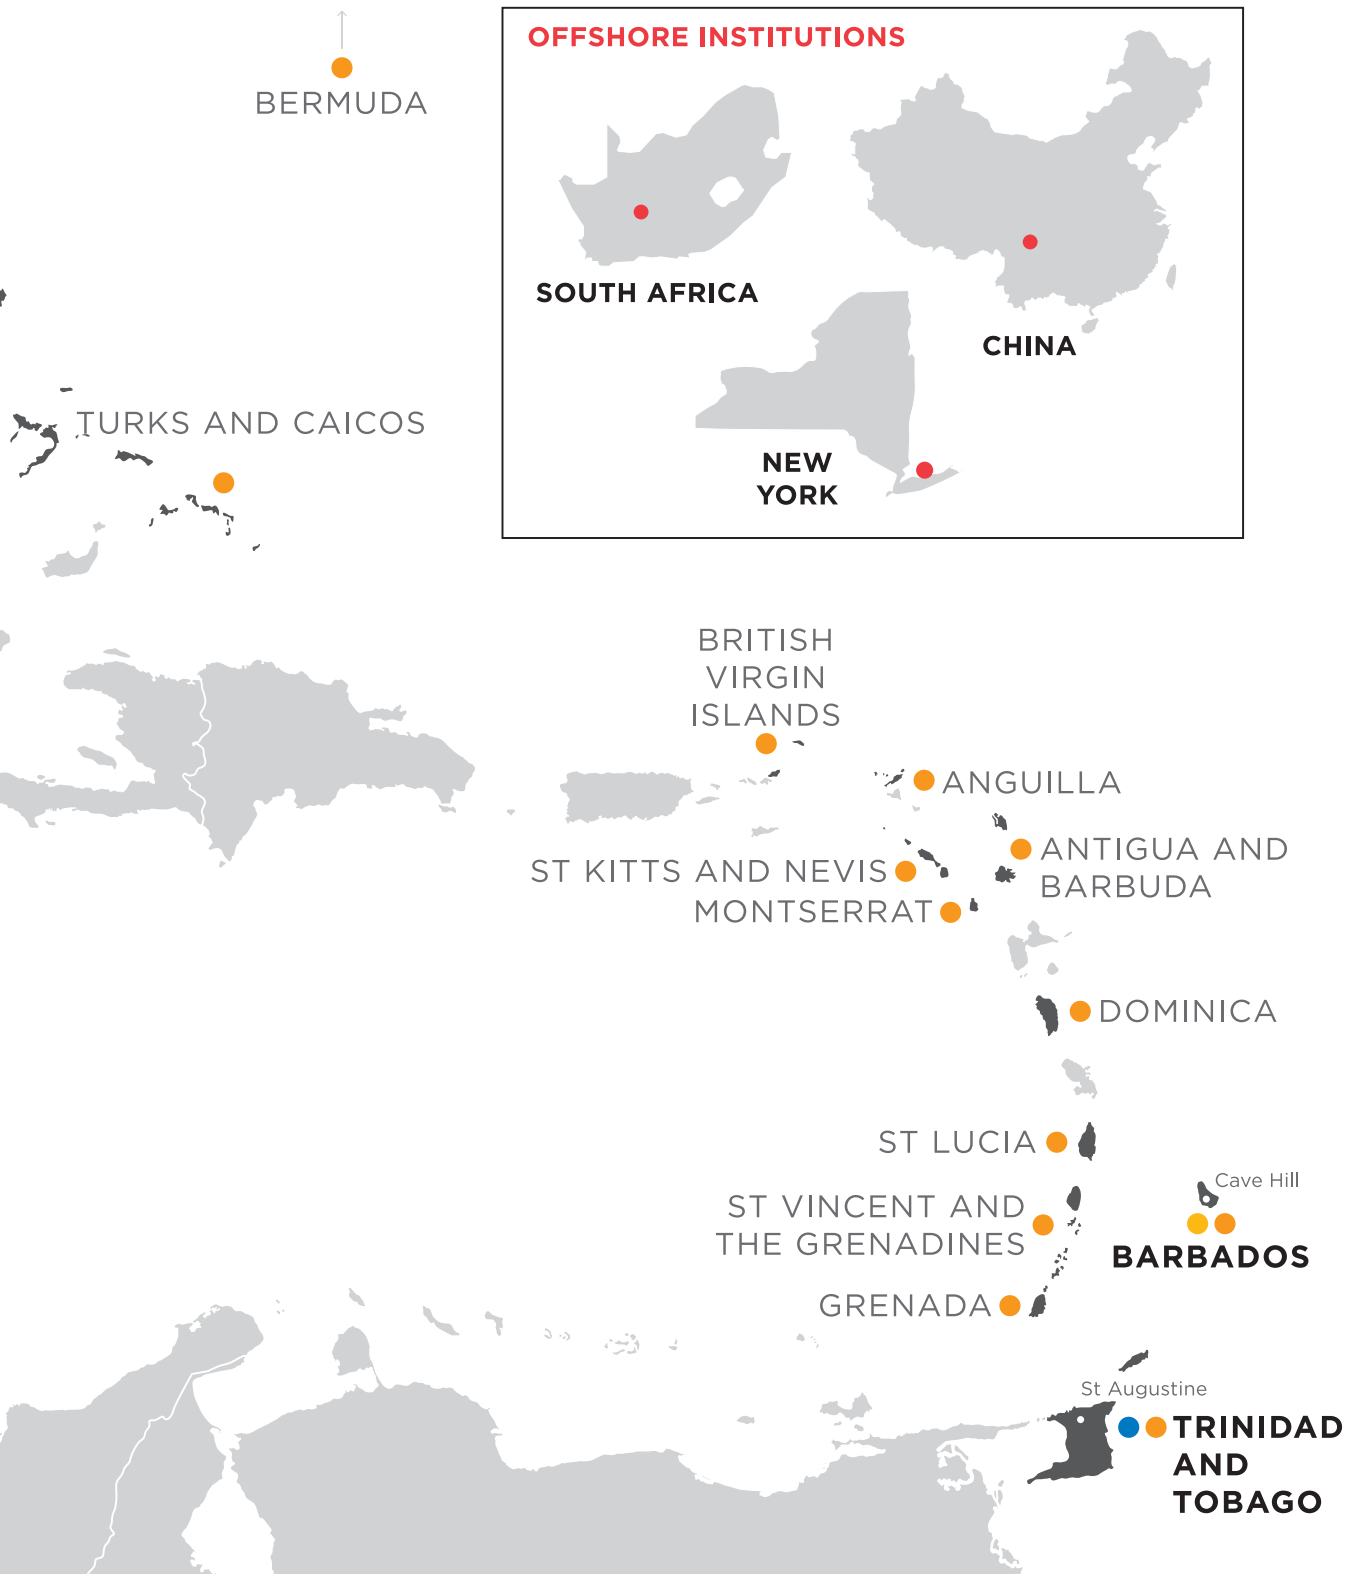 OFFSHORE INSTITUTIONS
BERMUDA
SOUTH AFRICA
CHINA
TURKS AND CAICOS
NEW
YORK
BRITISH
VIRGIN
ISLANDS
ANGUILLA
ANTIGUA AND
BARBUDA
ST KITTS AND NEVIS
MONTSERRAT
DOMINICA
ST LUCIA
Cave Hill
ST VINCENT AND
THE GRENADINES
BARBADOS
GRENADA
St Augustine
TRINIDAD
AND
TOBAGO